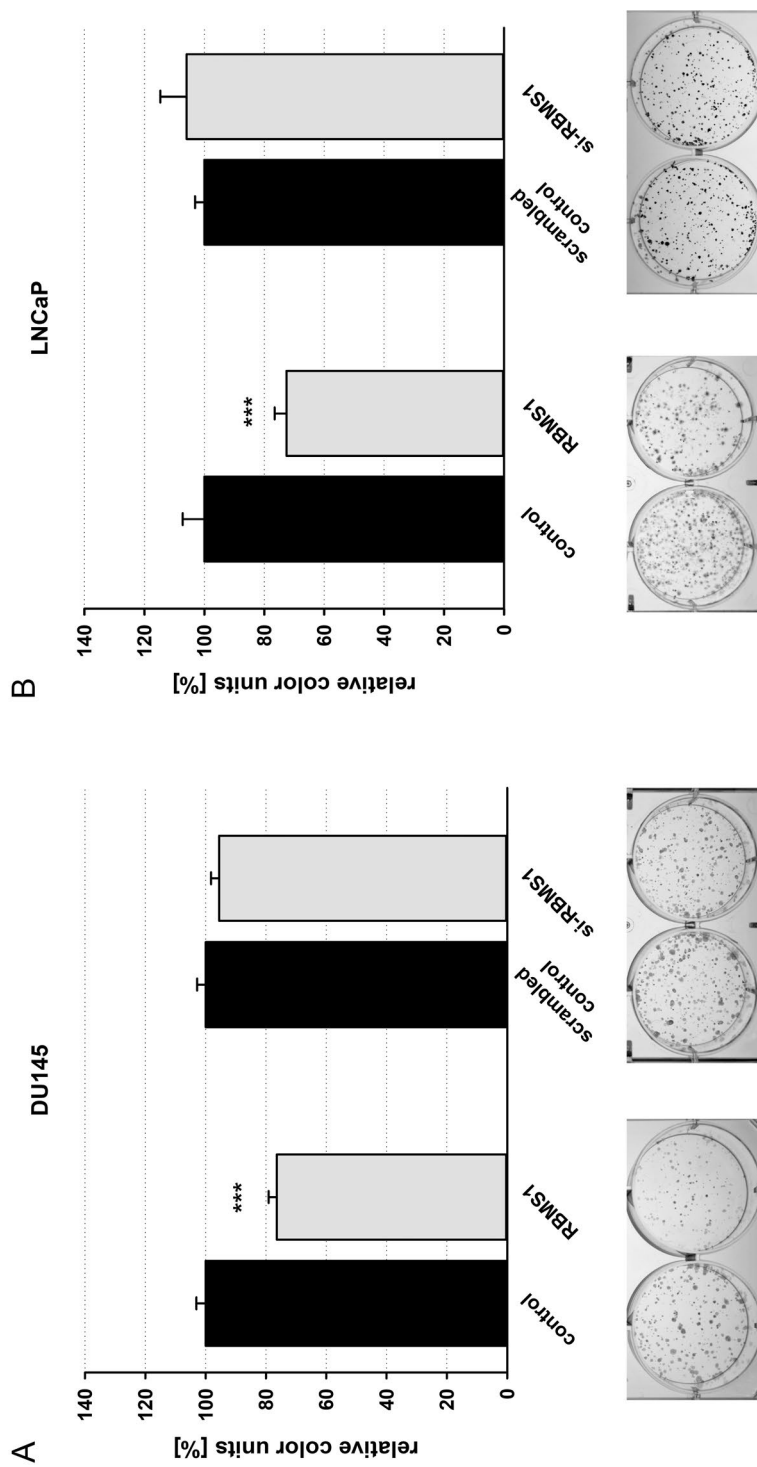 A
DU145
relative color units [%]
140
120
100
80
60
40
20
0
***
control
RBMS1
scrambled
control
si-RBMS1
B
LNCaP
relative color units [%]
140
120
100
80
60
40
20
0
***
control
RBMS1
scrambled
control
si-RBMS1